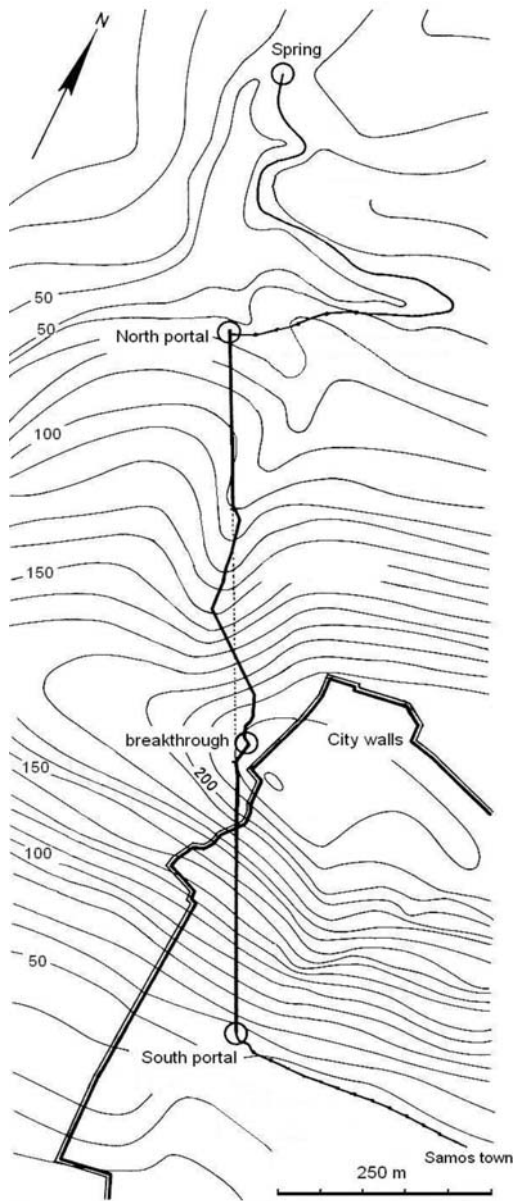 N
Spring
50
50
North portal
100
150
breakthrough
City walls
200
150
100
50
South portal
Samos town
250 m